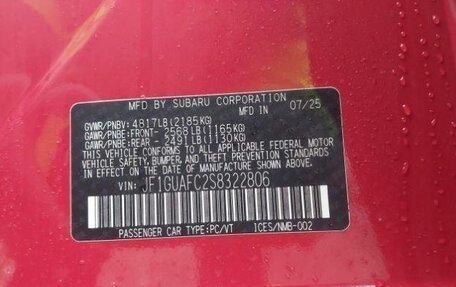 MFD BY SUBARU CORPORATION 07/25
MADE IN JAPAN
GVWR/PNBV: 4817LB(2185KG)
GAWR/PNBE:FRONT- 2568LB(1165KG)
GAWR/PNBE:REAR - 2491LB(1130KG)
THIS VEHICLE CONFORMS TO ALL APPLICABLE FEDERAL MOTOR
VEHICLE SAFETY, BUMPER, AND THEFT PREVENTION STANDARDS
IN EFFECT ON THE DATE OF MANUFACTURE SHOWN ABOVE.
VIN: JF1GUAFC2S8322806
PASSENGER CAR TYPE:PC/VT ICES/NMB-002